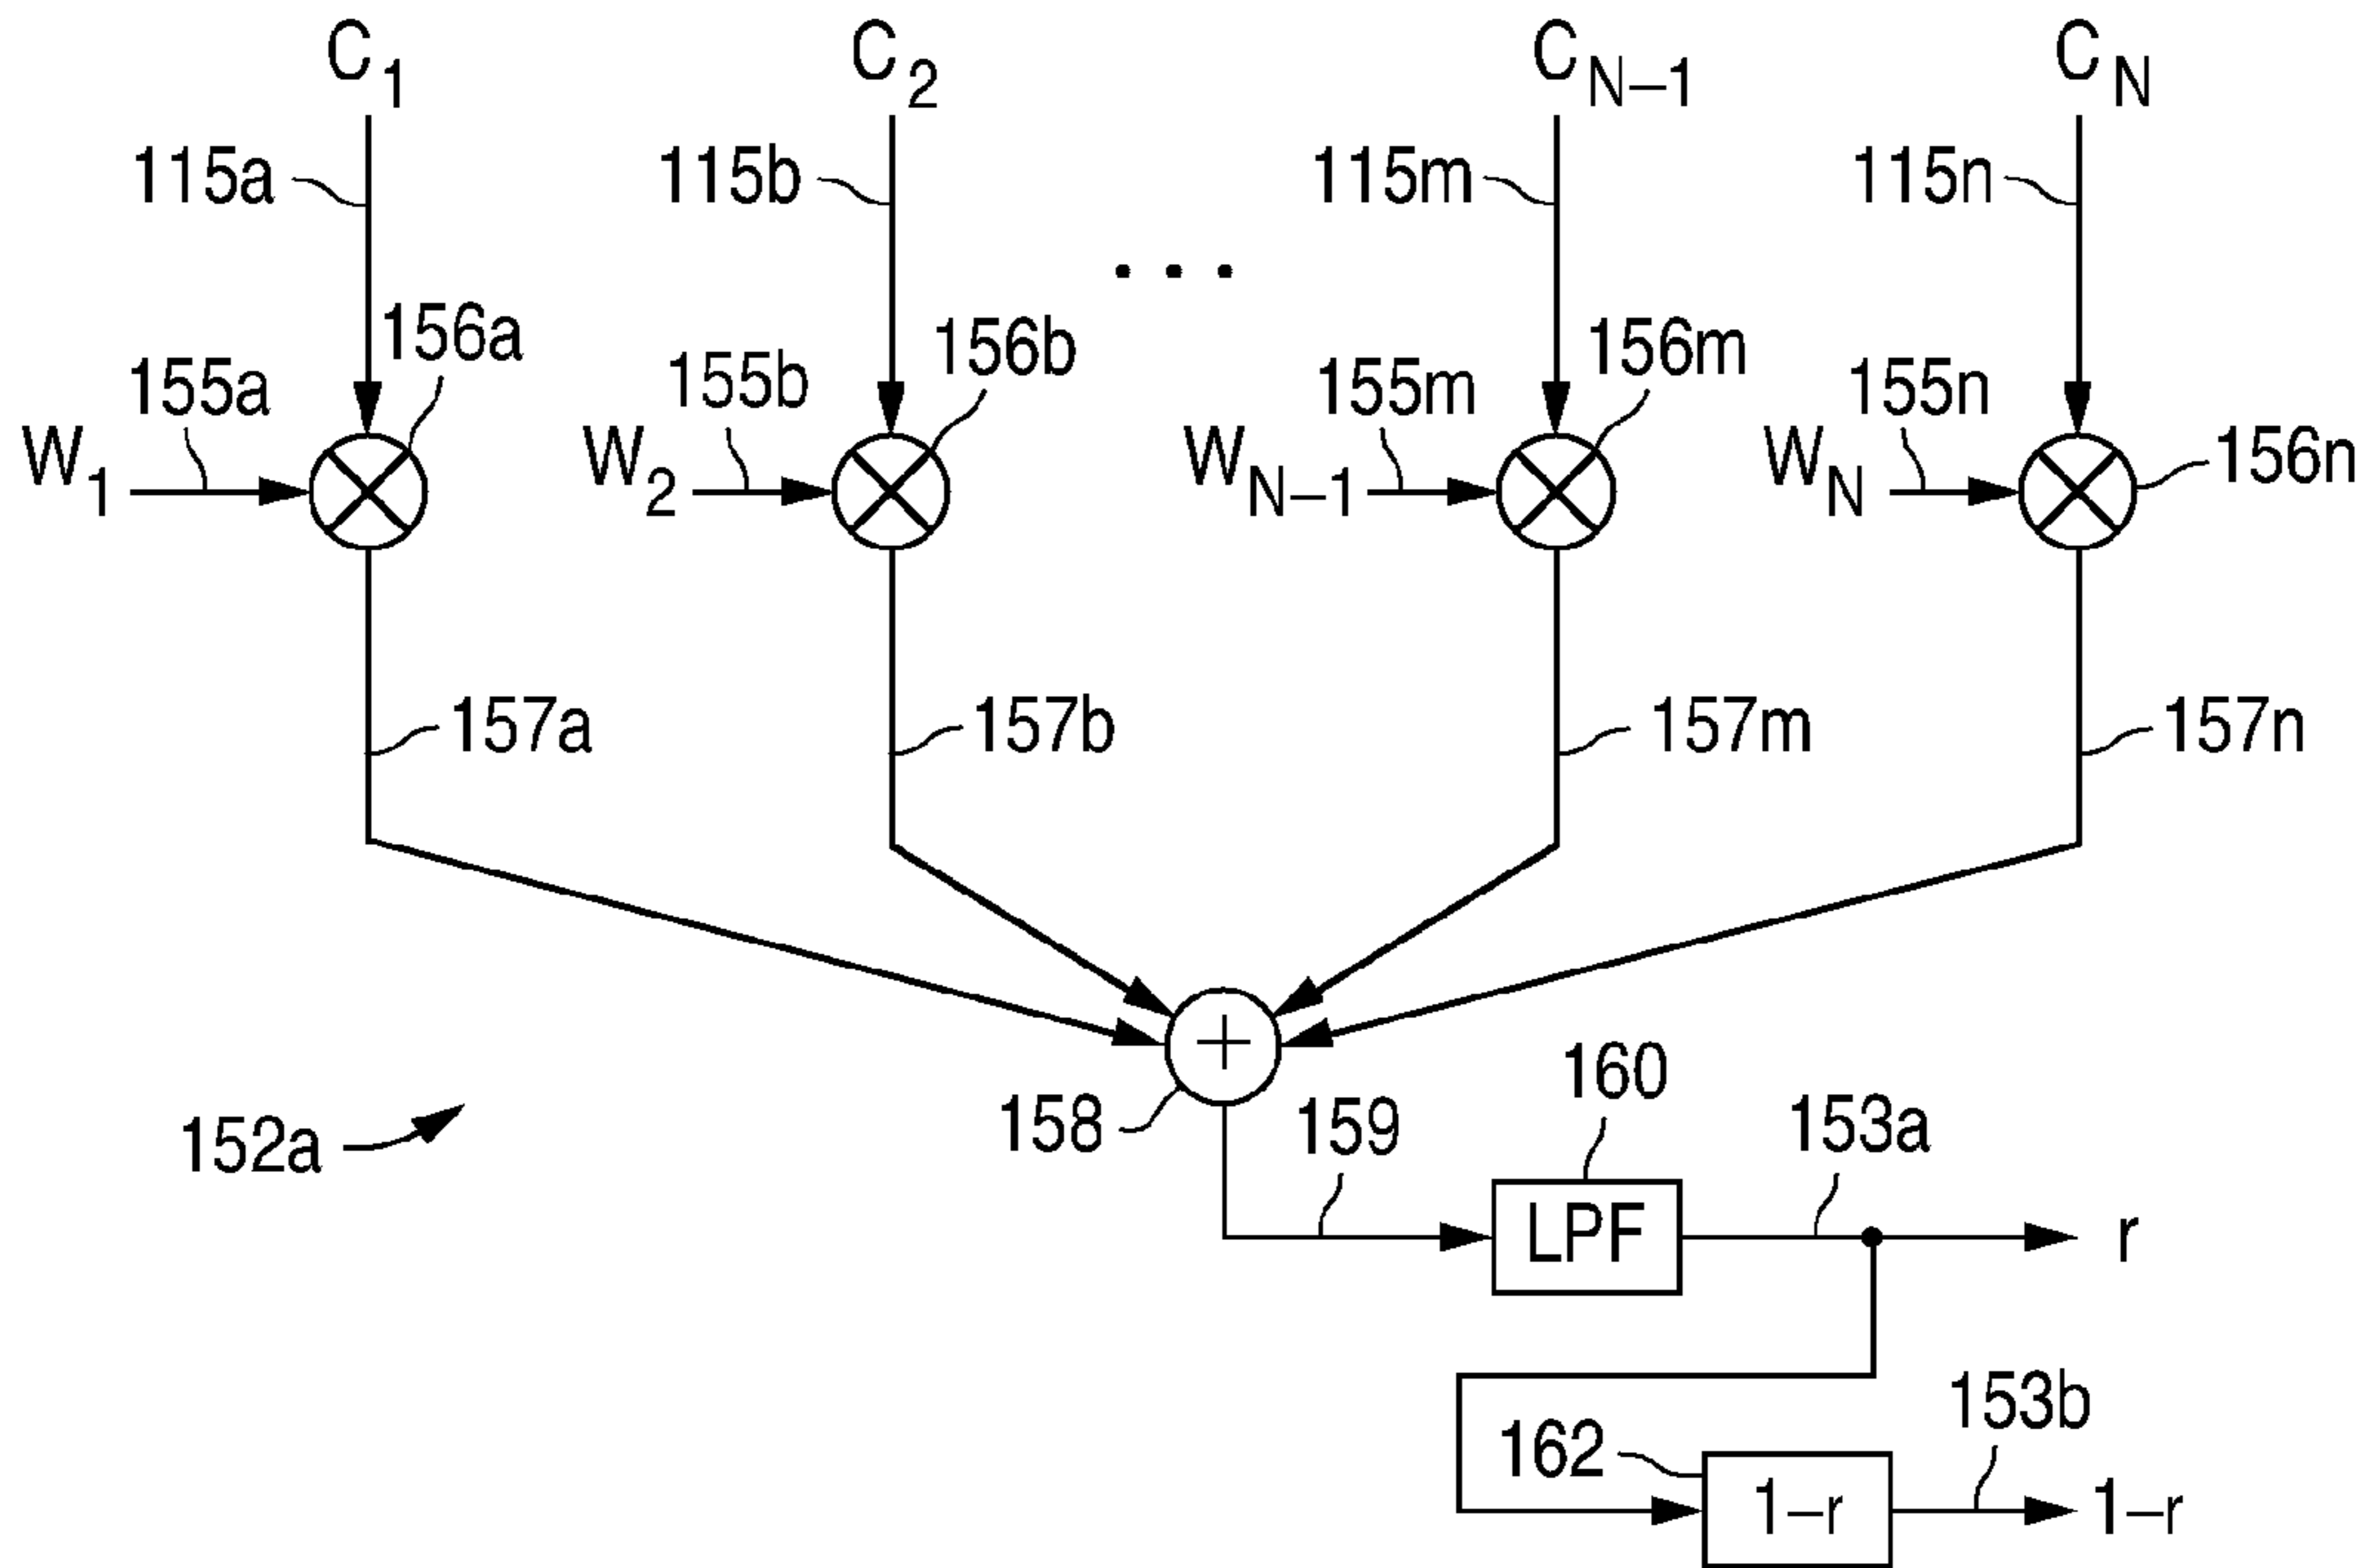 C1 C2 CN–1 CN
115a 115b 115m 115n
. . .
156a 156b 156m 156n
155a 155b 155m 155n
W1 W2 WN–1 WN
157a 157b 157m 157n
+
158 159 160 153a
152a
LPF r
162 153b
1–r 1–r